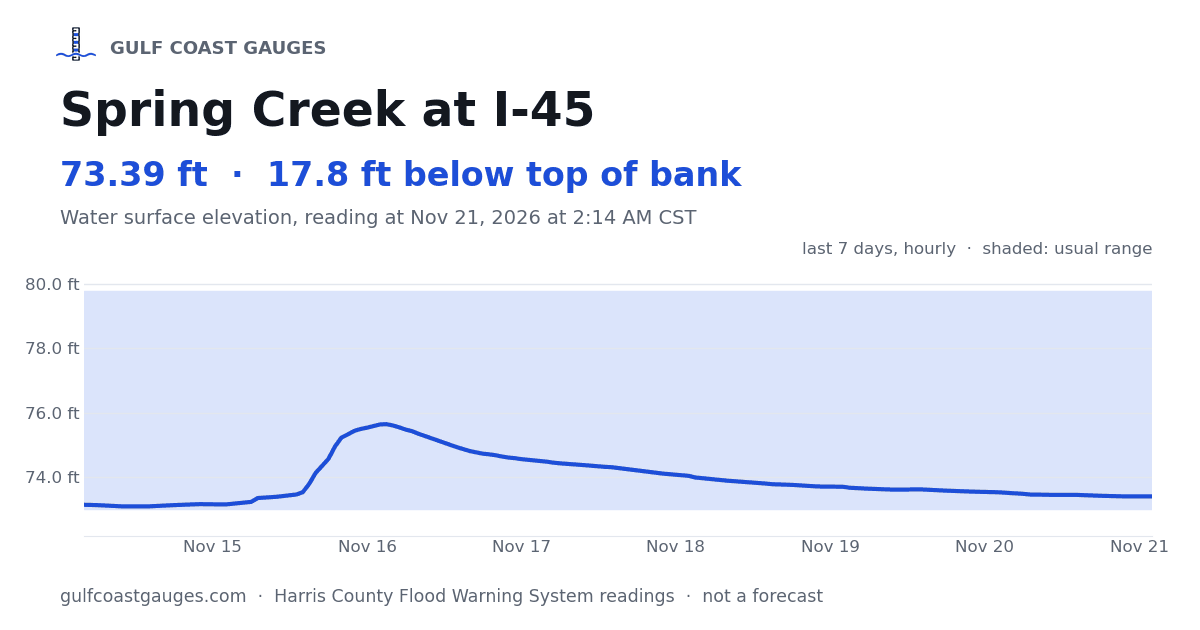 GULF COAST GAUGES
Spring Creek at I-45
73.39 ft · 17.8 ft below top of bank
Water surface elevation, reading at Nov 21, 2026 at 2:14 AM CST
last 7 days, hourly · shaded: usual range
80.0 ft
78.0 ft
76.0 ft
74.0 ft
Nov 15 Nov 16 Nov 17 Nov 18 Nov 19 Nov 20 Nov 21
gulfcoastgauges.com · Harris County Flood Warning System readings · not a forecast